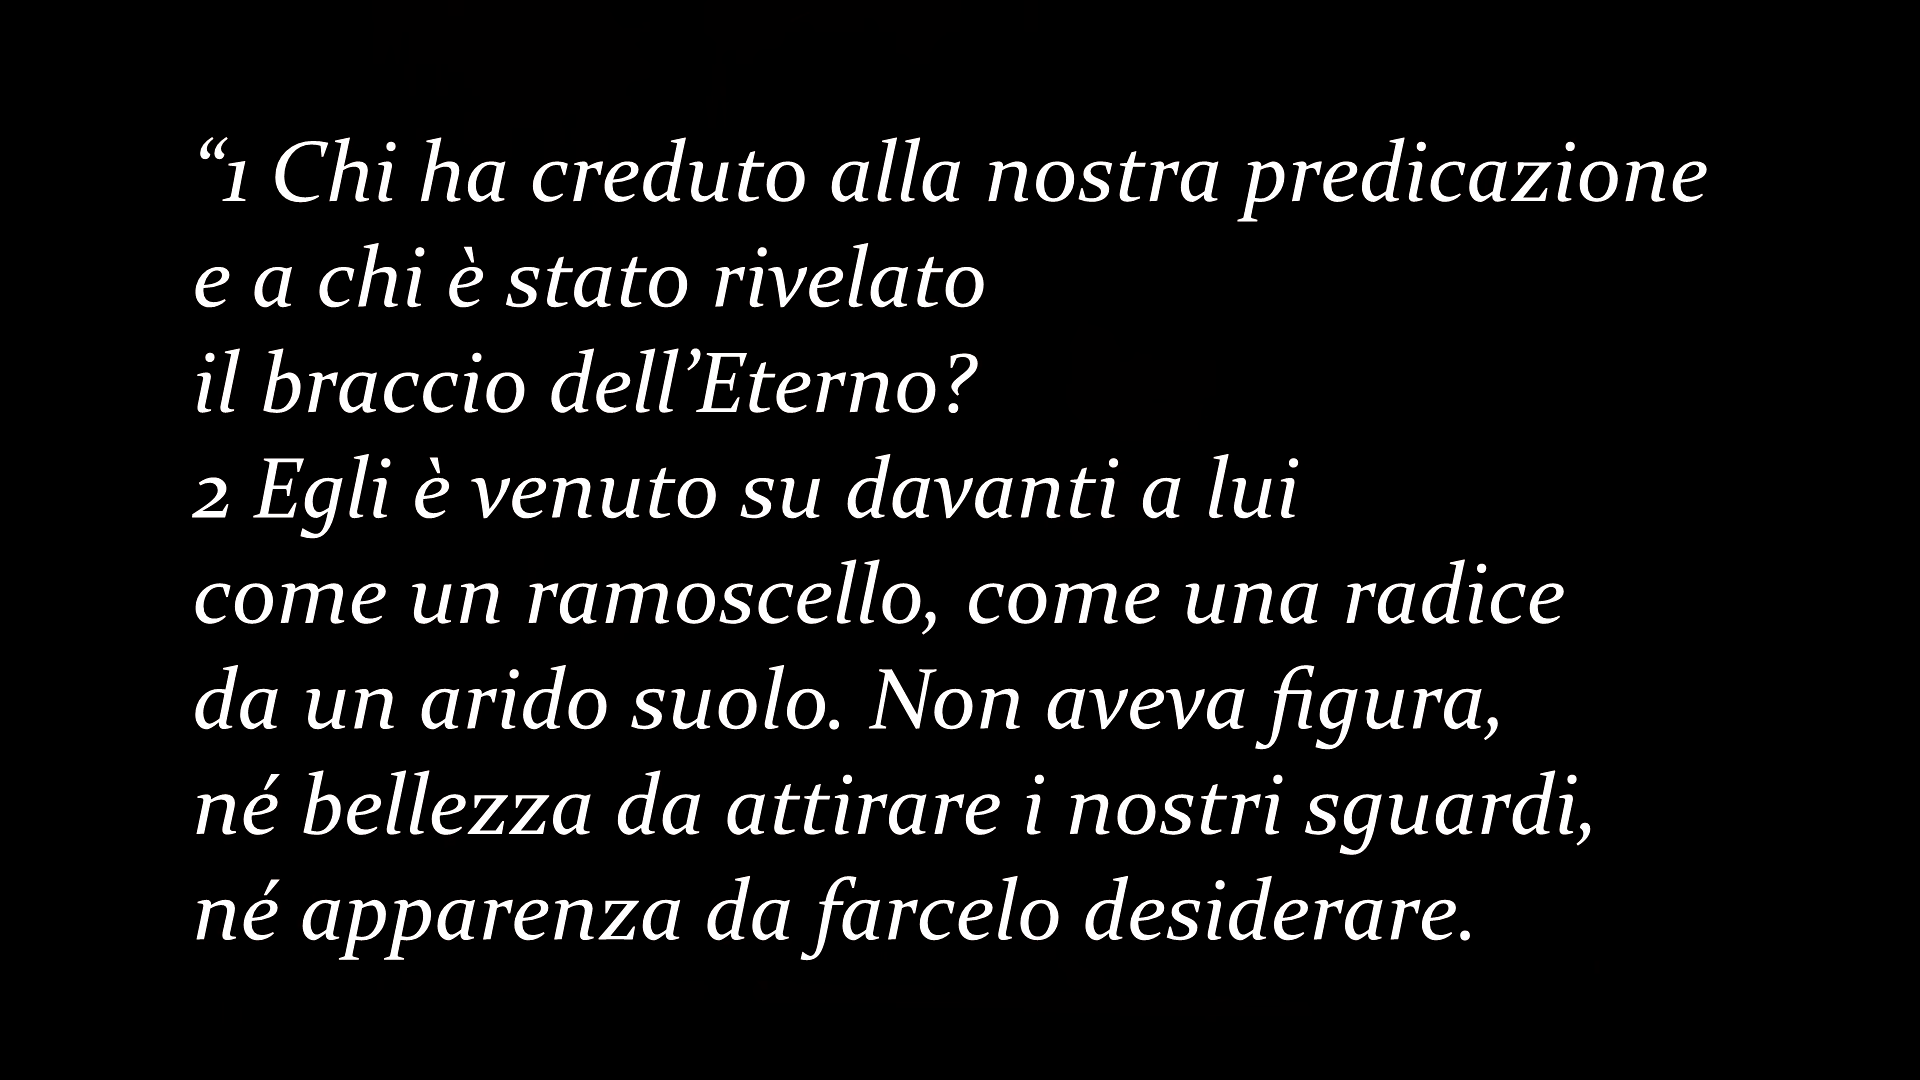 “1 Chi ha creduto alla nostra predicazione
e a chi è stato rivelato
il braccio dell’Eterno?
2 Egli è venuto su davanti a lui
come un ramoscello, come una radice
da un arido suolo. Non aveva figura,
né bellezza da attirare i nostri sguardi,
né apparenza da farcelo desiderare.